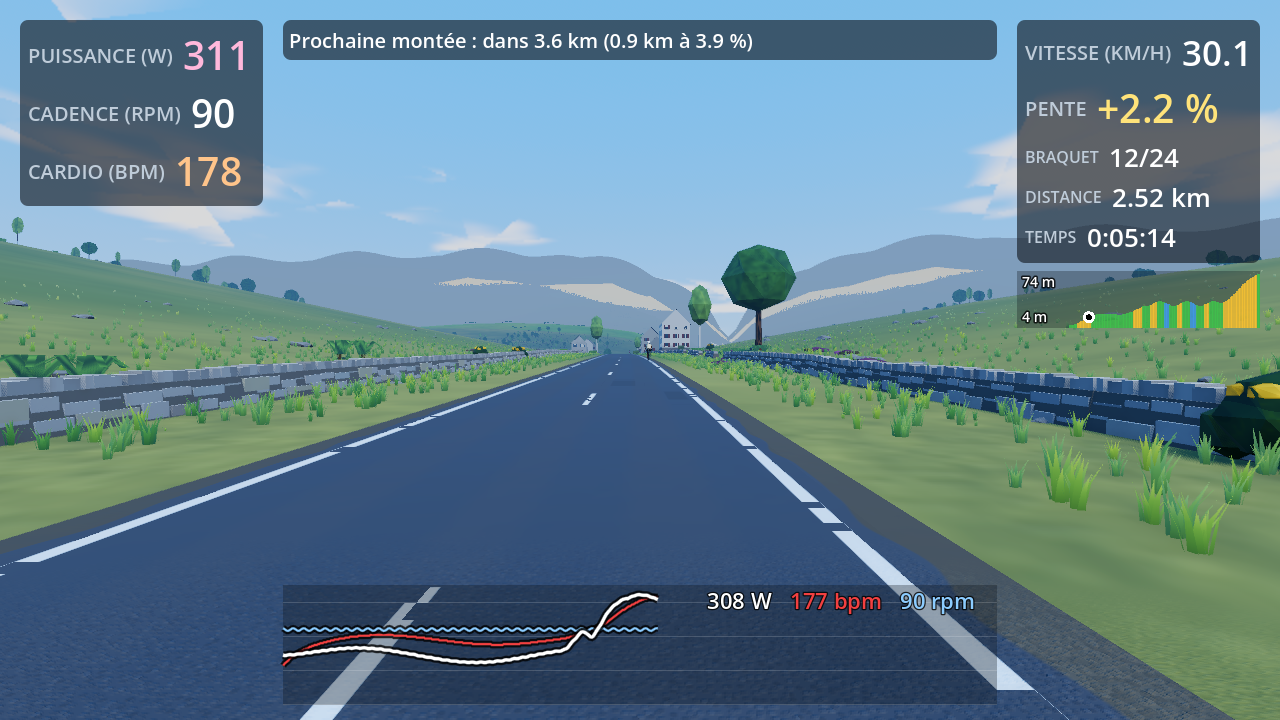 PUISSANCE (W) 311
CADENCE (RPM) 90
CARDIO (BPM) 178
Prochaine montée : dans 3.6 km (0.9 km à 3.9 %)
VITESSE (KM/H) 30.1
PENTE +2.2 %
BRAQUET 12/24
DISTANCE 2.52 km
TEMPS 0:05:14
74 m
4 m
308 W 177 bpm 90 rpm